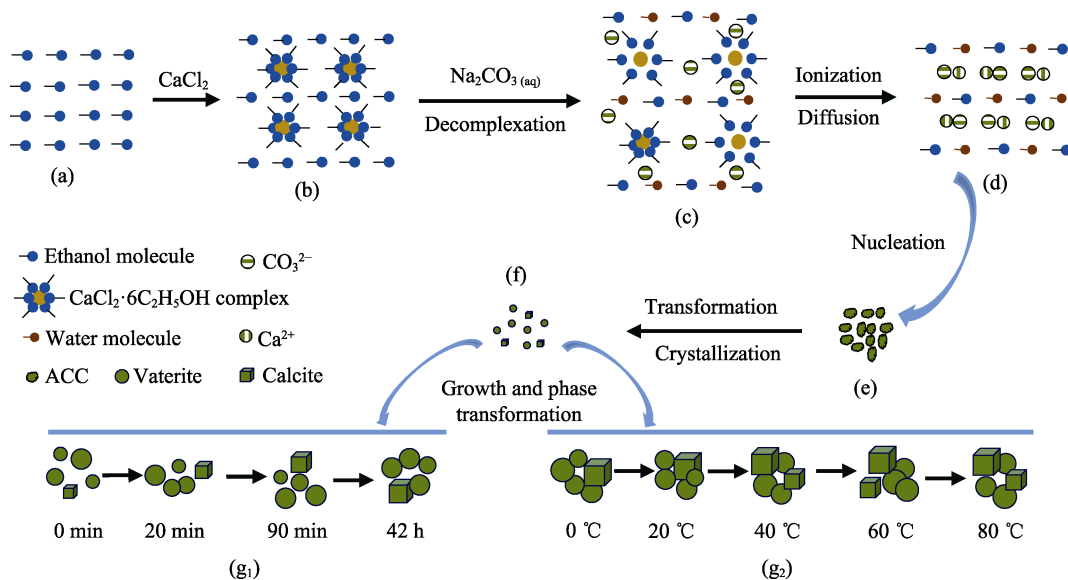 (a)
CaCl₂
(b)
Na₂CO₃ (aq)
Decomplexation
(c)
Ionization
Diffusion
(d)
Nucleation
Ethanol molecule
CO₃²⁻
CaCl₂·6C₂H₅OH complex
Water molecule
Ca²⁺
ACC
Vaterite
Calcite
(f)
Transformation
Crystallization
(e)
Growth and phase
transformation
0 min
20 min
90 min
42 h
(g₁)
0 ℃
20 ℃
40 ℃
60 ℃
80 ℃
(g₂)